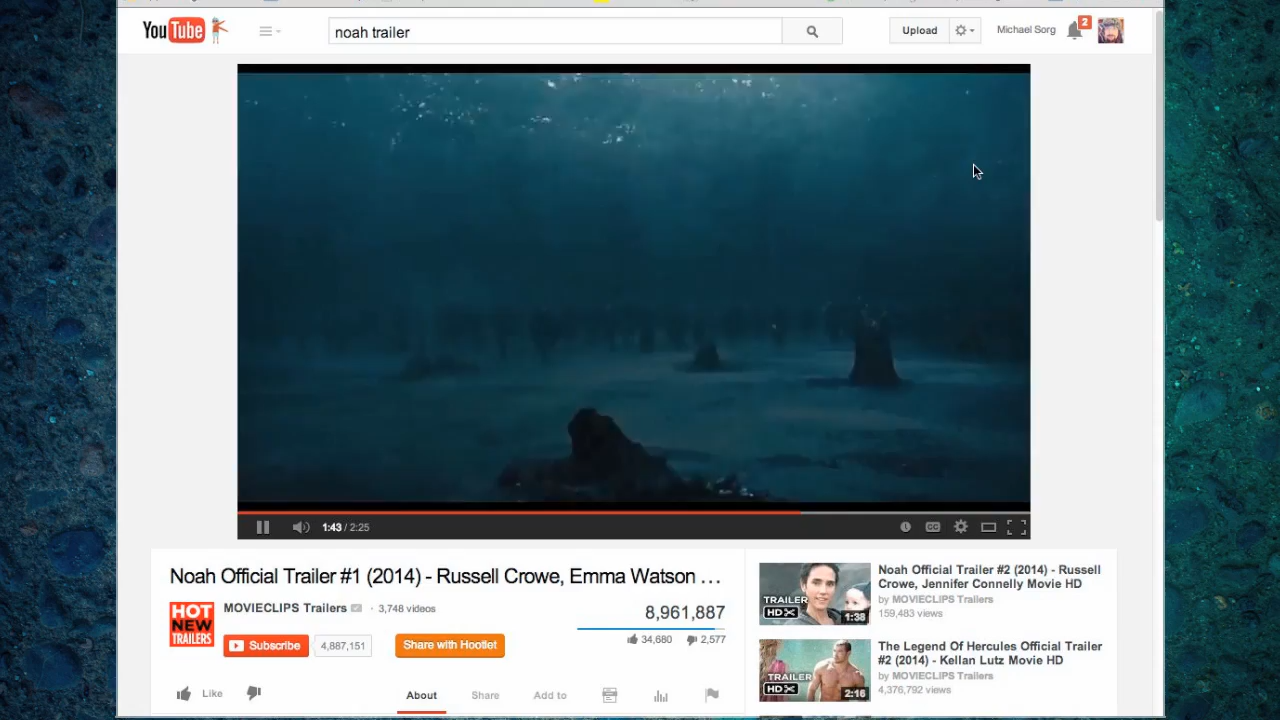 YouTube
noah trailer
Upload
Michael Sorg
2
1:43 / 2:25
CC
Noah Official Trailer #1 (2014) - Russell Crowe, Emma Watson ...
HOT
NEW
TRAILERS
MOVIECLIPS Trailers · 3,748 videos
Subscribe
4,887,151
Share with Hootlet
8,961,887
34,680
2,577
Like
About
Share
Add to
TRAILER
HD
1:38
Noah Official Trailer #2 (2014) - Russell
Crowe, Jennifer Connelly Movie HD
by MOVIECLIPS Trailers
159,483 views
TRAILER
HD
2:16
The Legend Of Hercules Official Trailer
#2 (2014) - Kellan Lutz Movie HD
by MOVIECLIPS Trailers
4,376,792 views